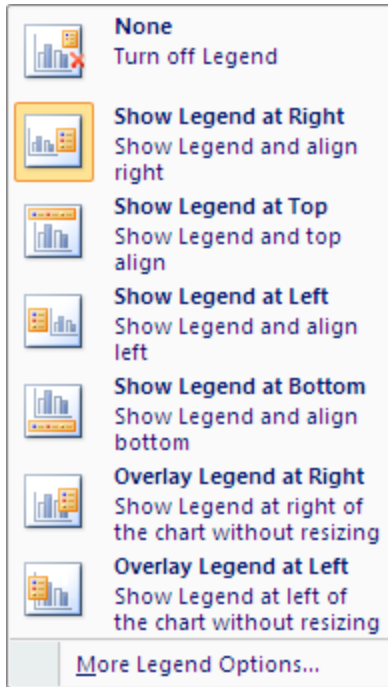 None
Turn off Legend
Show Legend at Right
Show Legend and align
right
Show Legend at Top
Show Legend and top
align
Show Legend at Left
Show Legend and align
left
Show Legend at Bottom
Show Legend and align
bottom
Overlay Legend at Right
Show Legend at right of
the chart without resizing
Overlay Legend at Left
Show Legend at left of
the chart without resizing
More Legend Options...